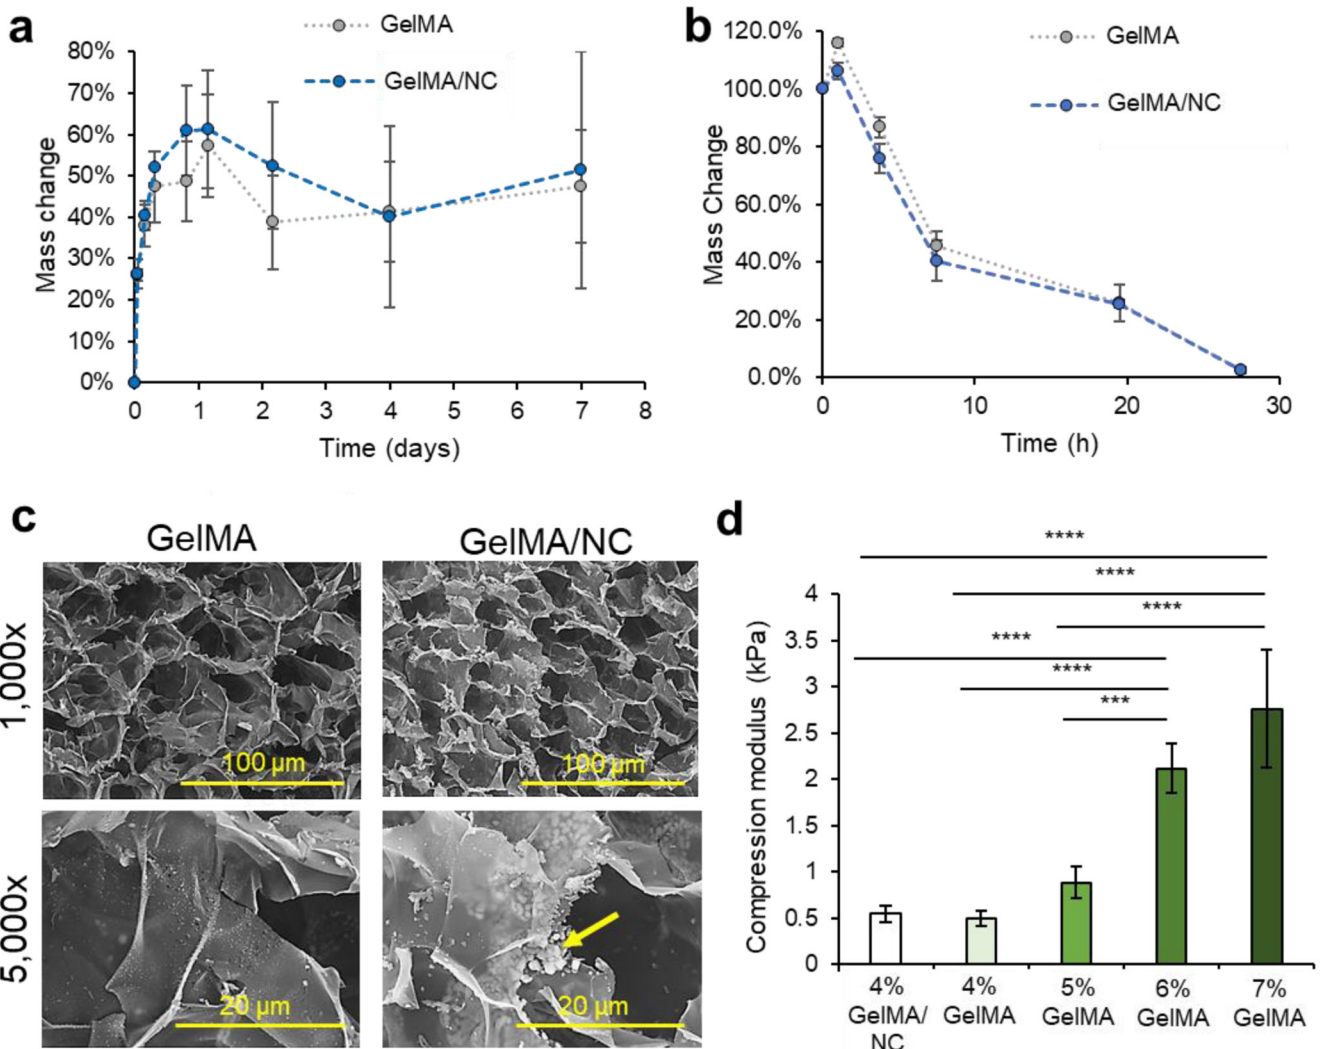 a
GelMA
GelMA/NC
80%
70%
60%
50%
40%
30%
20%
10%
0%
Mass change
0 1 2 3 4 5 6 7 8
Time (days)
b
GelMA
GelMA/NC
120.0%
100.0%
80.0%
60.0%
40.0%
20.0%
0.0%
Mass Change
0 10 20 30
Time (h)
c
GelMA GelMA/NC
1,000x
100 µm 100 µm
5,000x
20 µm 20 µm
d
****
****
****
****
****
***
4
3.5
3
2.5
2
1.5
1
0.5
0
Compression modulus (kPa)
4% 4% 5% 6% 7%
GelMA/ GelMA GelMA GelMA GelMA
NC